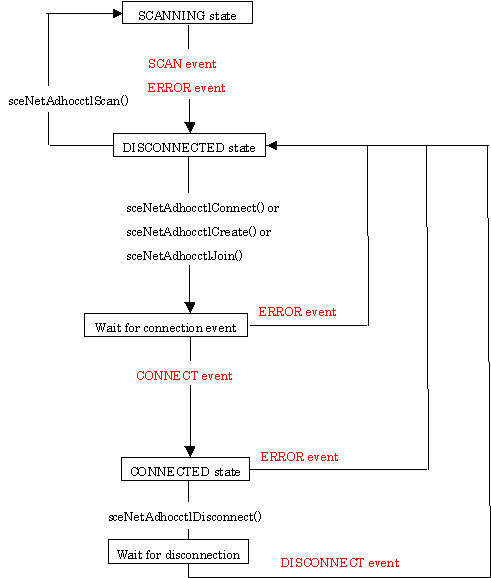 SCANNING state
SCAN event
ERROR event
sceNetAdhocctlScan()
DISCONNECTED state
sceNetAdhocctlConnect() or
sceNetAdhocctlCreate() or
sceNetAdhocctlJoin()
ERROR event
Wait for connection event
CONNECT event
ERROR event
CONNECTED state
sceNetAdhocctlDisconnect()
Wait for disconnection
DISCONNECT event